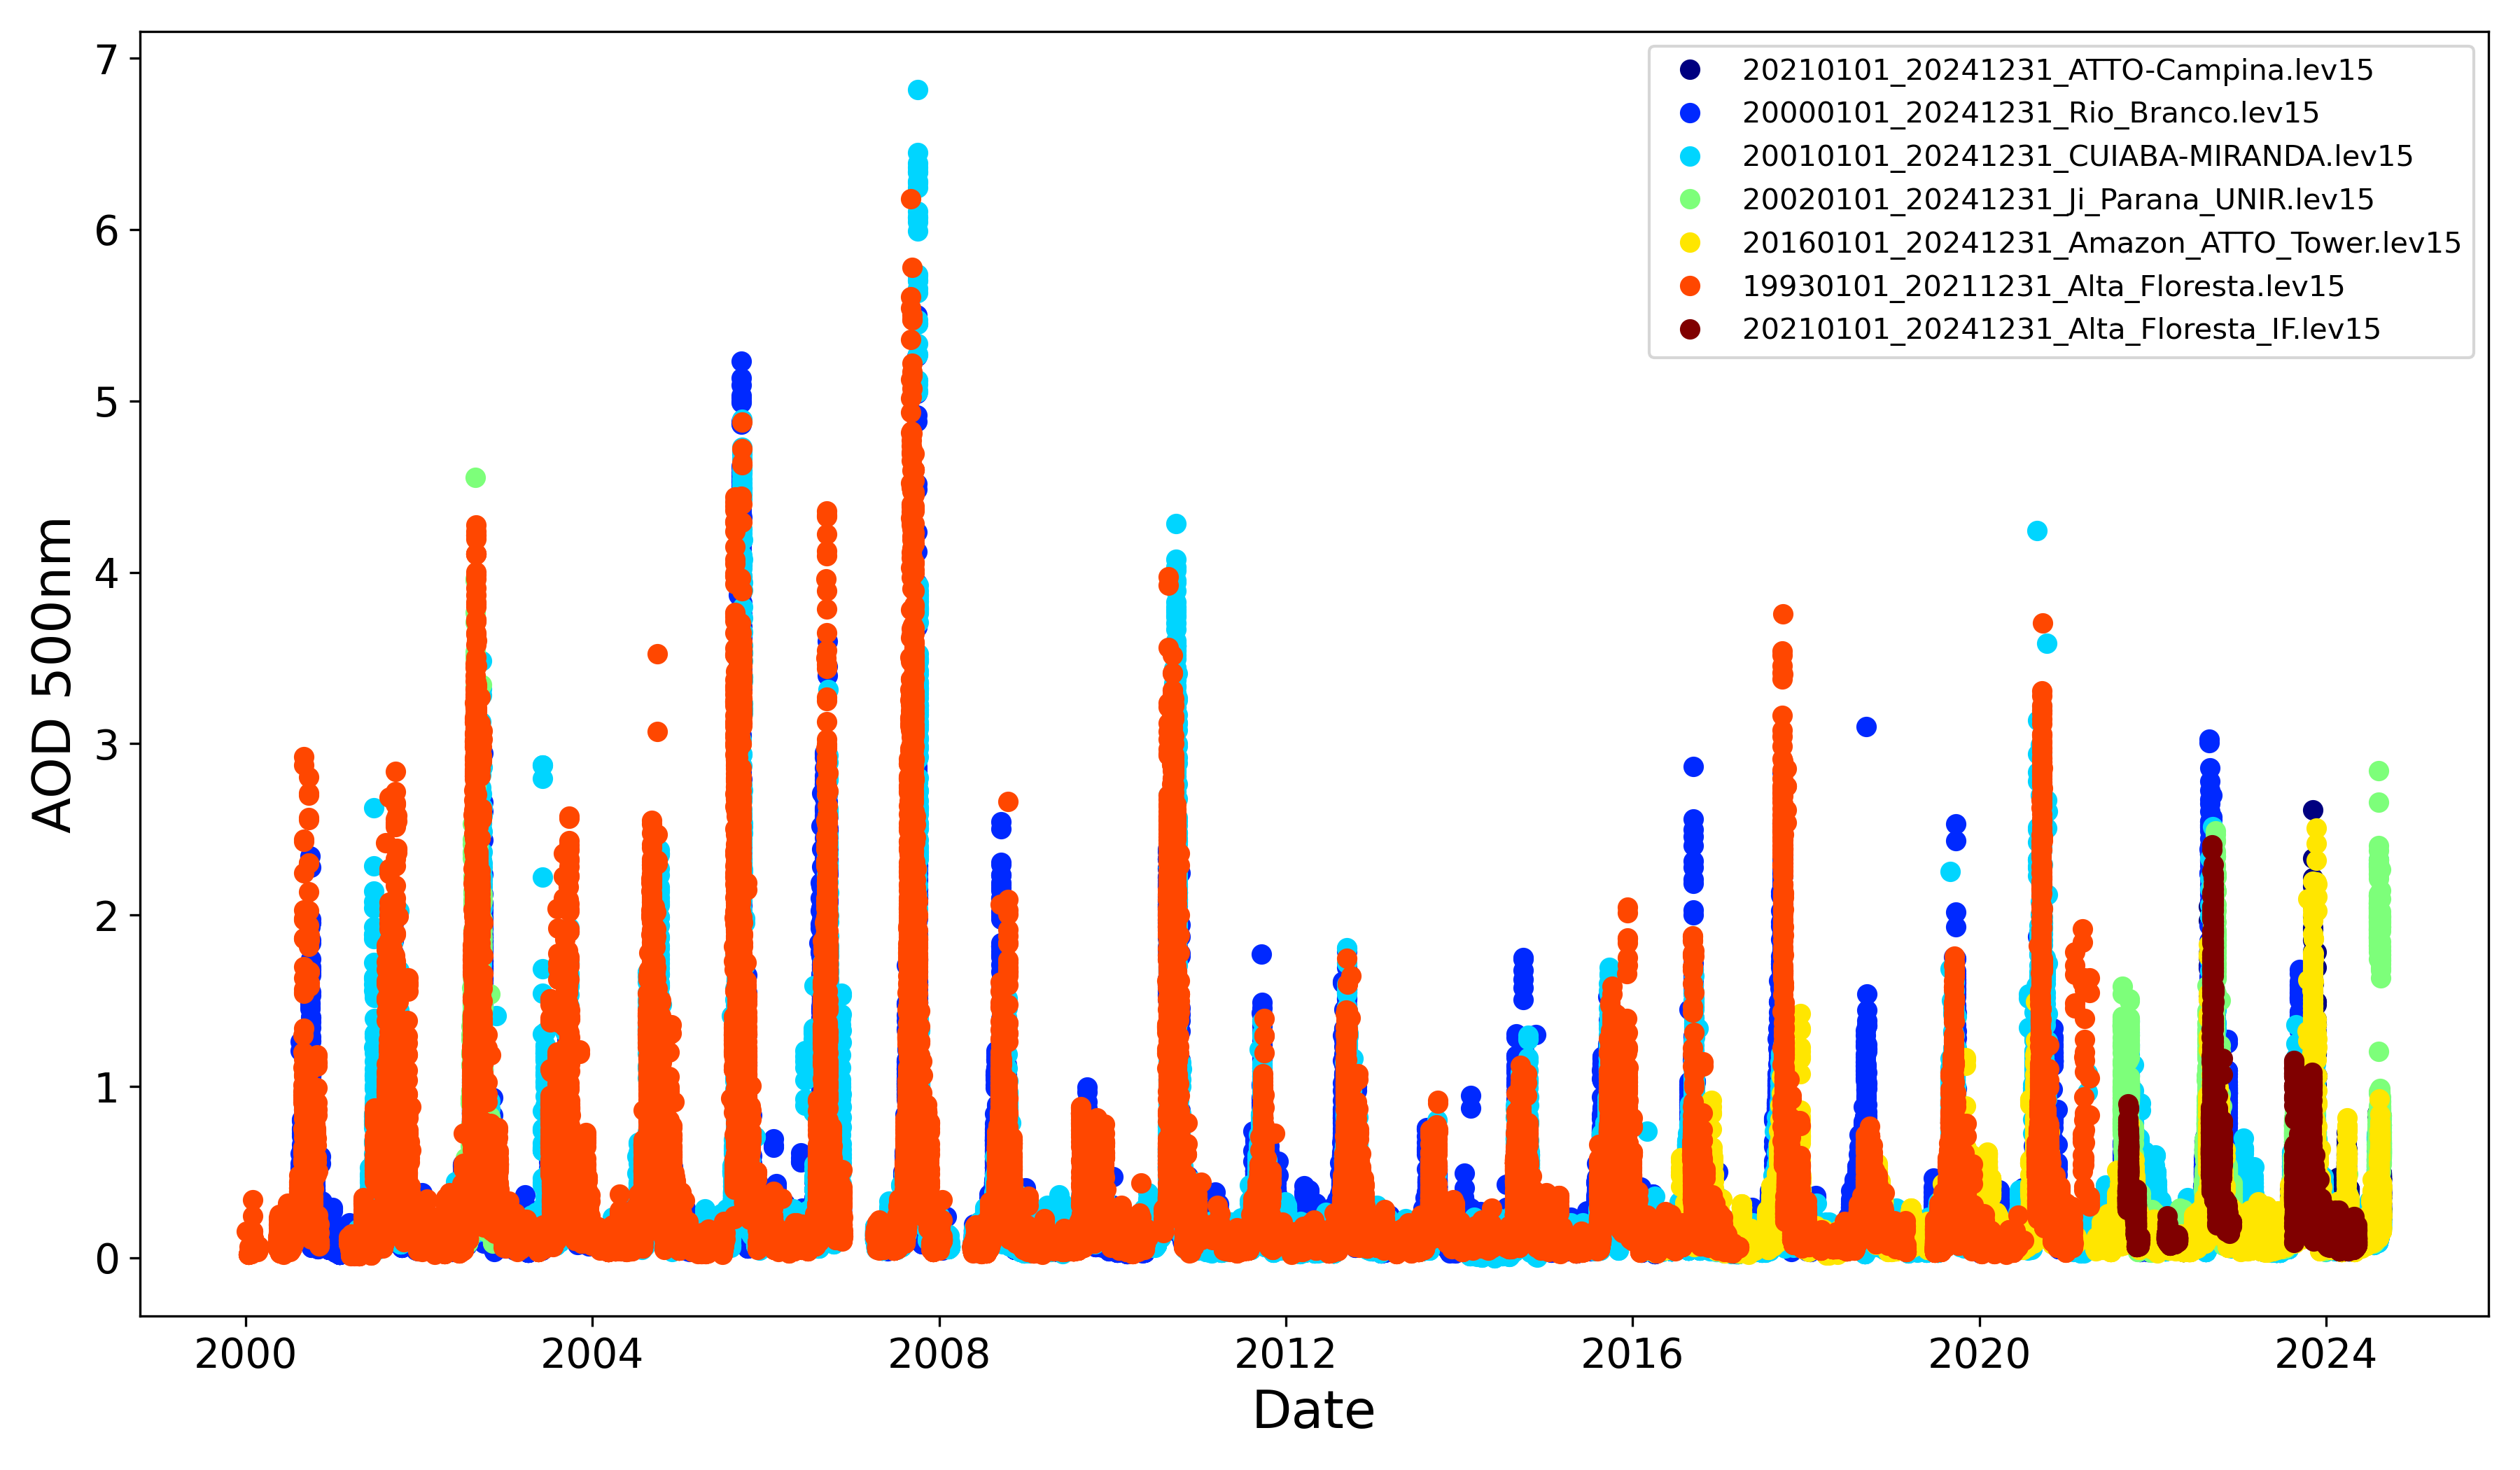 7
6
5
4
3
2
1
0
AOD 500nm
20210101_20241231_ATTO-Campina.lev15
20000101_20241231_Rio_Branco.lev15
20010101_20241231_CUIABA-MIRANDA.lev15
20020101_20241231_Ji_Parana_UNIR.lev15
20160101_20241231_Amazon_ATTO_Tower.lev15
19930101_20211231_Alta_Floresta.lev15
20210101_20241231_Alta_Floresta_IF.lev15
2000 2004 2008 2012 2016 2020 2024
Date